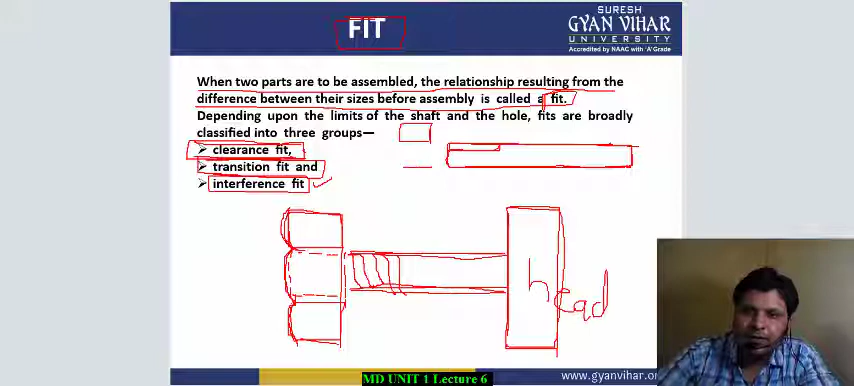 SURESH
GYAN VIHAR
UNIVERSITY
Accredited by NAAC with 'A'Grade
FIT
When two parts are to be assembled, the relationship resulting from the
difference between their sizes before assembly is called a fit.
Depending upon the limits of the shaft and the hole, fits are broadly
classified into three groups—
➢ clearance fit,
➢ transition fit and
➢ interference fit
head
MD UNIT 1 Lecture 6
www.gyanvihar.or